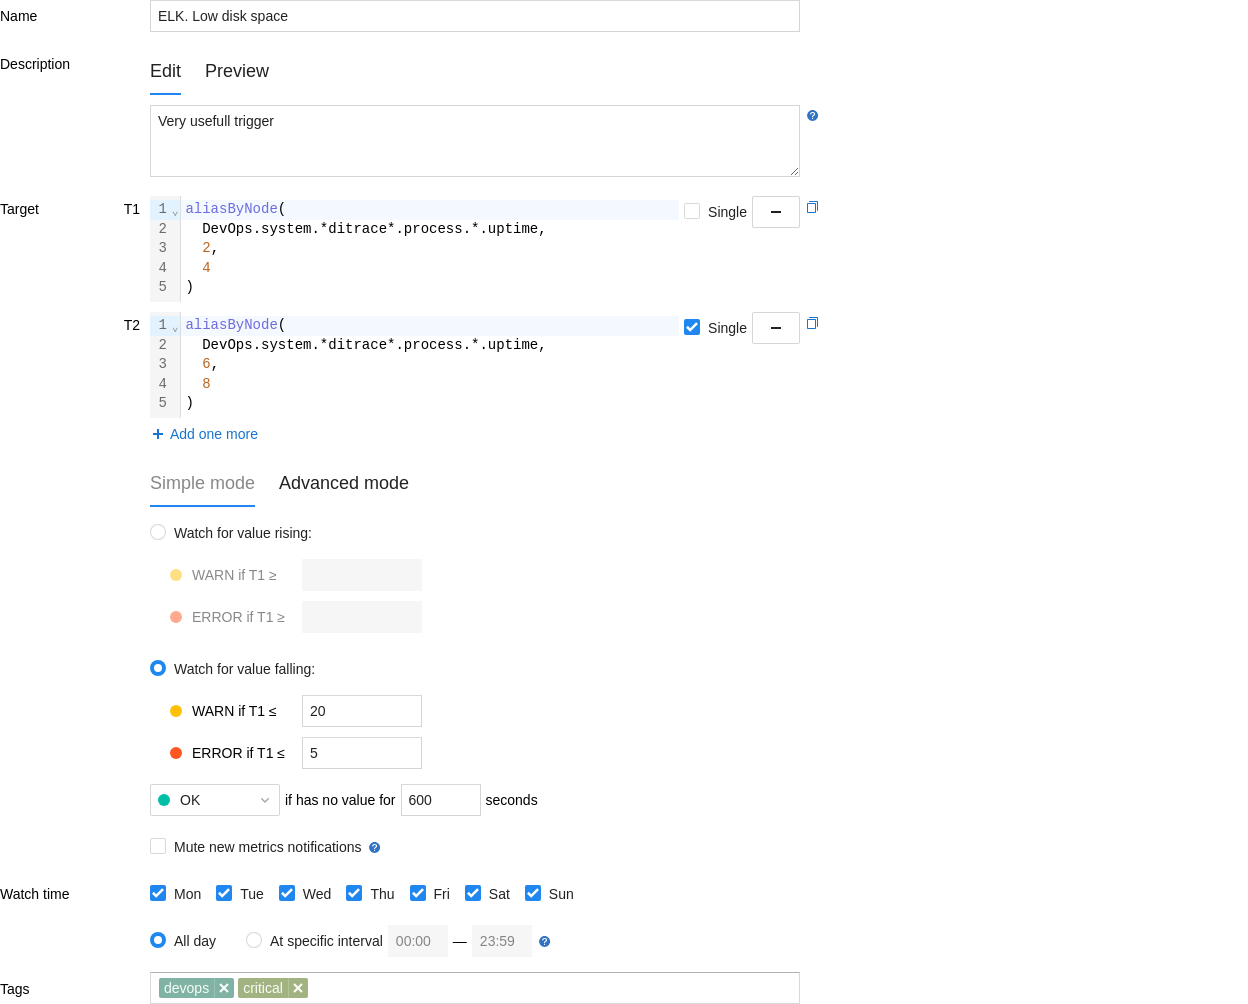 Name ELK. Low disk space
Description Edit Preview
Very usefull trigger
Target T1 1 aliasByNode( Single
2 DevOps.system.*ditrace*.process.*.uptime,
3 2,
4 4
5 )
T2 1 aliasByNode( Single
2 DevOps.system.*ditrace*.process.*.uptime,
3 6,
4 8
5 )
+ Add one more
Simple mode Advanced mode
Watch for value rising:
WARN if T1 ≥
ERROR if T1 ≥
Watch for value falling:
WARN if T1 ≤ 20
ERROR if T1 ≤ 5
OK if has no value for 600 seconds
Mute new metrics notifications ?
Watch time Mon Tue Wed Thu Fri Sat Sun
All day At specific interval 00:00 — 23:59 ?
Tags devops critical